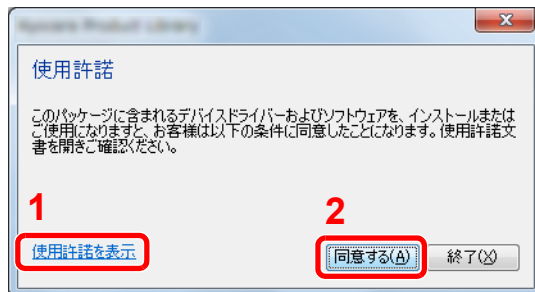 Kyocera Product Library
使用許諾
このパッケージに含まれるデバイスドライバーおよびソフトウェアを、インストールまたは
ご使用になりますと、お客様は以下の条件に同意したことになります。使用許諾文
書を開きご確認ください。
1
2
使用許諾を表示
同意する(A)
終了(X)